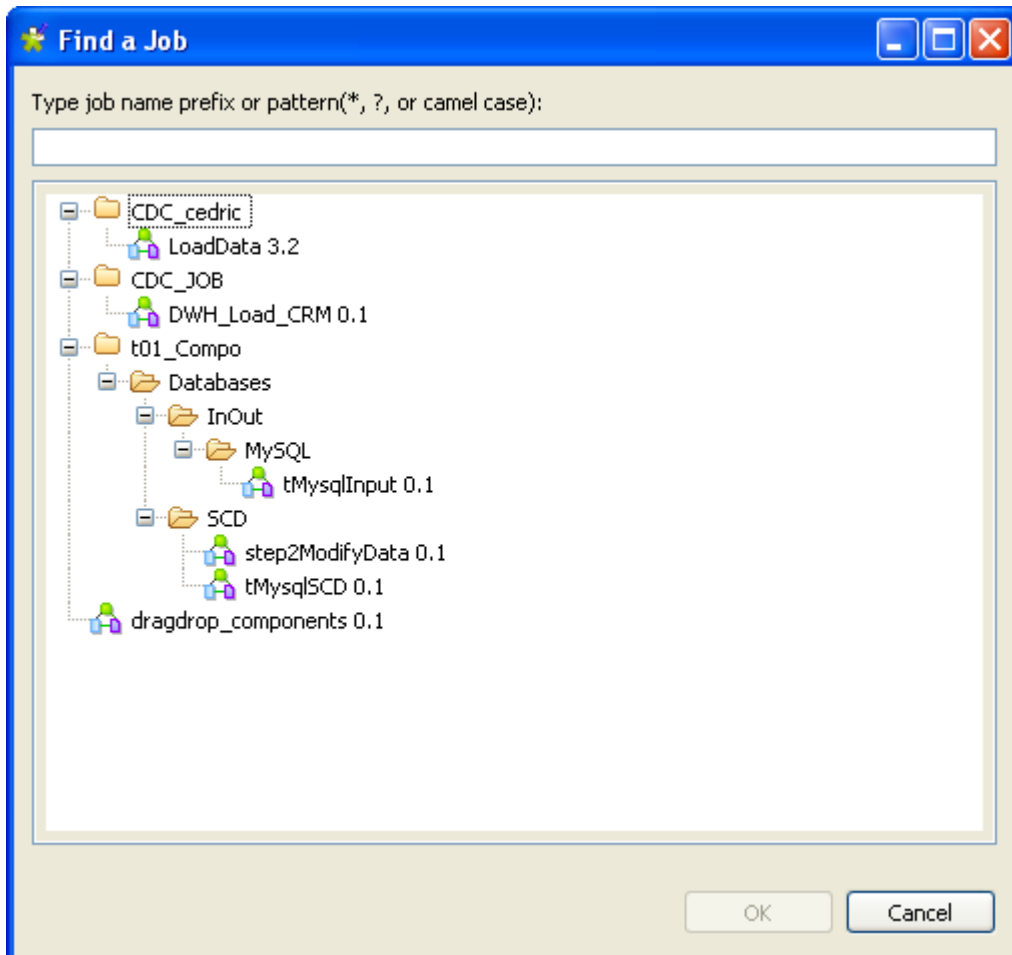 Find a Job
Type job name prefix or pattern(*, ?, or camel case):
CDC_cedric
LoadData 3.2
CDC_JOB
DWH_Load_CRM 0.1
t01_Compo
Databases
InOut
MySQL
tMysqlInput 0.1
SCD
step2ModifyData 0.1
tMysqlSCD 0.1
dragdrop_components 0.1
OK
Cancel